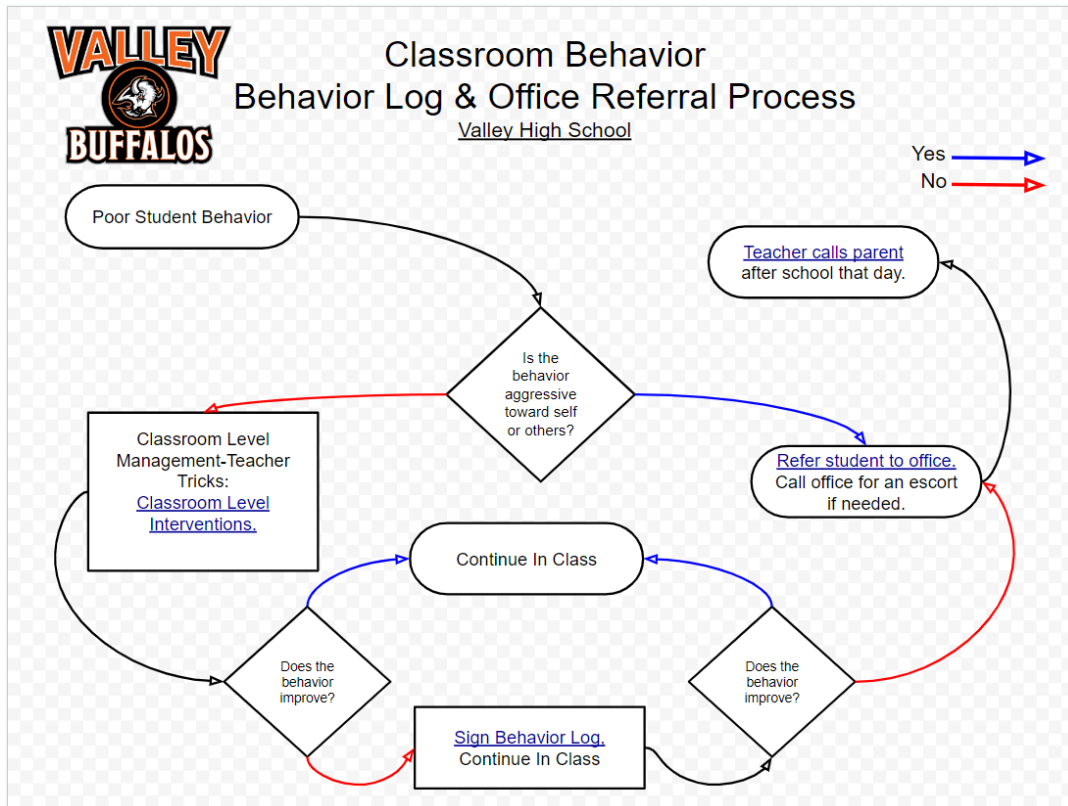 VALLEY
BUFFALOS
Classroom Behavior
Behavior Log & Office Referral Process
Valley High School
Yes
No
Poor Student Behavior
Teacher calls parent
after school that day.
Is the
behavior
aggressive
toward self
or others?
Classroom Level
Management-Teacher
Tricks:
Classroom Level
Interventions.
Refer student to office.
Call office for an escort
if needed.
Continue In Class
Does the
behavior
improve?
Does the
behavior
improve?
Sign Behavior Log,
Continue In Class